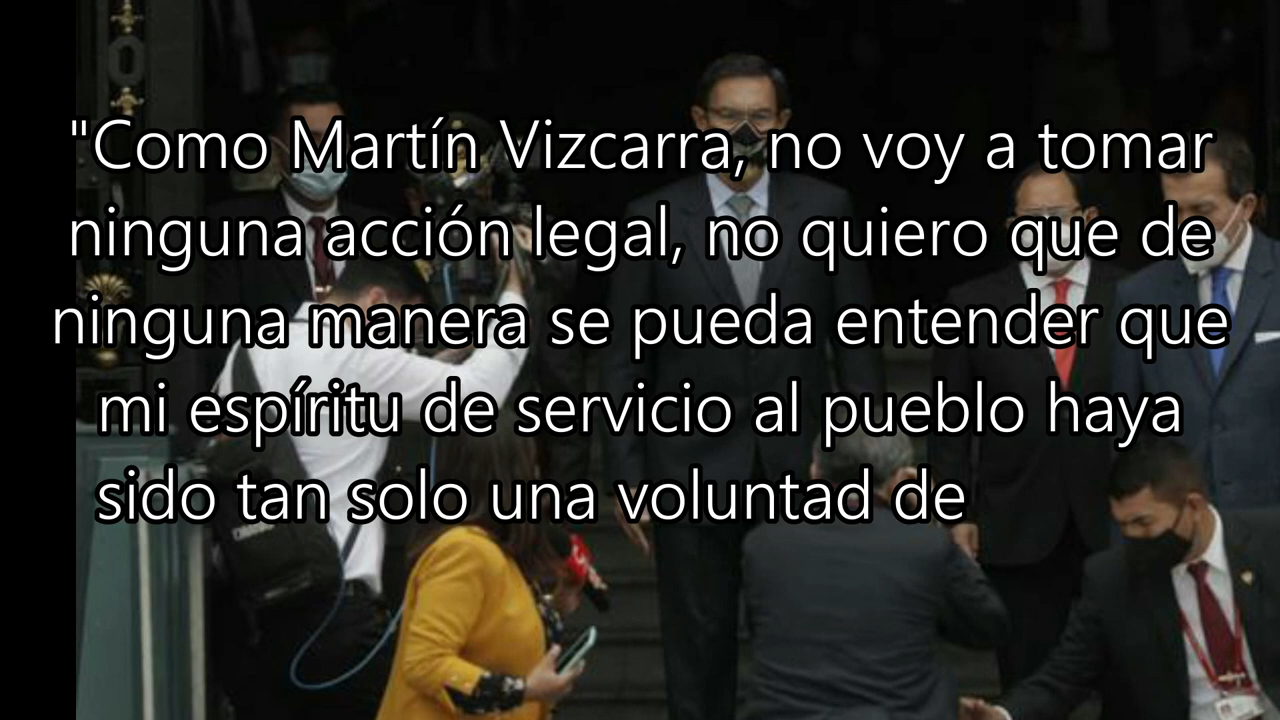 "Como Martín Vizcarra, no voy a tomar
ninguna acción legal, no quiero que de
ninguna manera se pueda entender que
mi espíritu de servicio al pueblo haya
sido tan solo una voluntad de